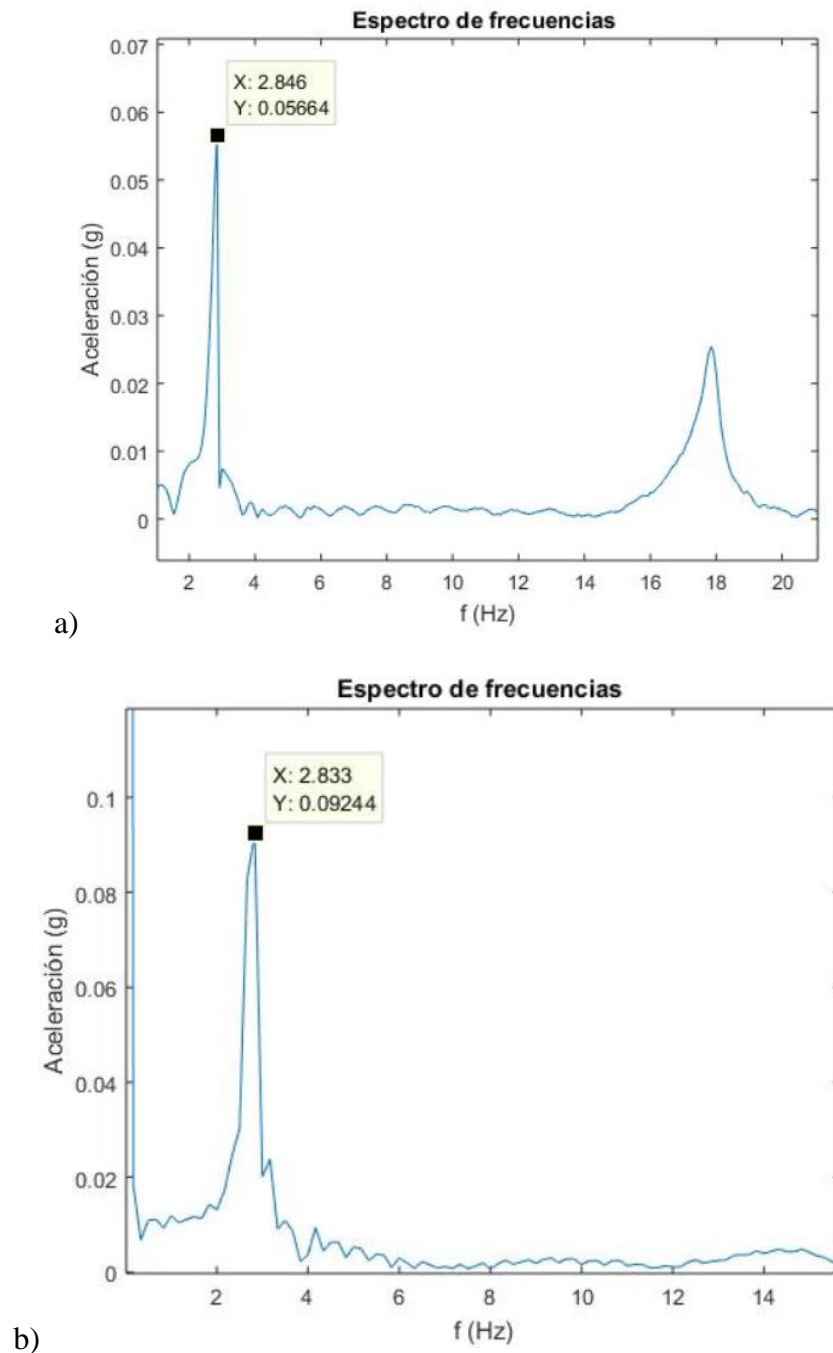 Espectro de frecuencias
0.07
0.06
0.05
0.04
0.03
0.02
0.01
0
Aceleración (g)
X: 2.846
Y: 0.05664
2 4 6 8 10 12 14 16 18 20
f (Hz)
a)
Espectro de frecuencias
0.1
0.08
0.06
0.04
0.02
0
Aceleración (g)
X: 2.833
Y: 0.09244
2 4 6 8 10 12 14
f (Hz)
b)